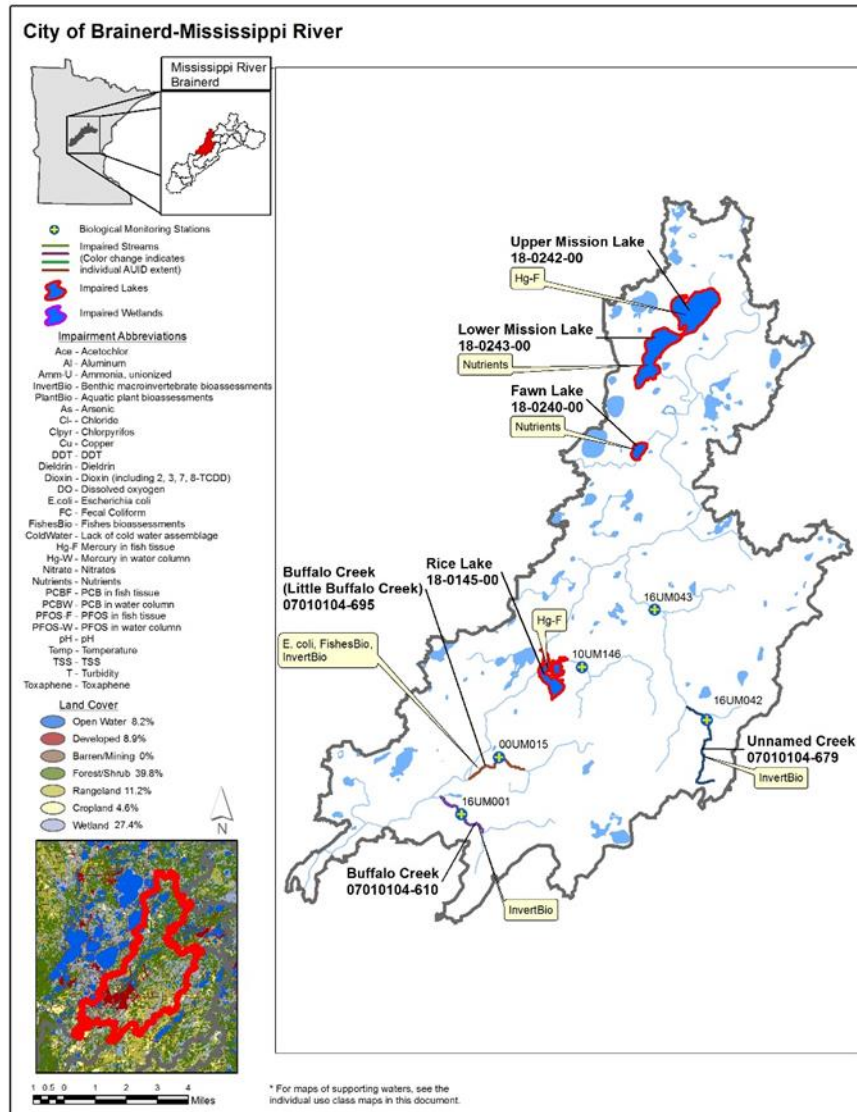 City of Brainerd-Mississippi River
Mississippi River
Brainerd
Biological Monitoring Stations
Impaired Streams
(Color change indicates
individual AUID extent)
Impaired Lakes
Impaired Wetlands
Impairment Abbreviations
Ace - Acetochlor
Al - Aluminum
Amm-U - Ammonia, unionized
InvertBio - Benthic macroinvertebrate bioassessments
PlantBio - Aquatic plant bioassessments
As - Arsenic
Cl- - Chloride
Clpyr - Chlorpyrifos
Cu - Copper
DDT - DDT
Dieldrin - Dieldrin
Dioxin - Dioxin (including 2, 3, 7, 8-TCDD)
DO - Dissolved oxygen
E.coli - Escherichia coli
FC - Fecal Coliform
FishesBio - Fishes bioassessments
ColdWater - Lack of cold water assemblage
Hg-F Mercury in fish tissue
Hg-W - Mercury in water column
Nitrate - Nitrates
Nutrients - Nutrients
PCBF - PCB in fish tissue
PCBW - PCB in water column
PFOS-F - PFOS in fish tissue
PFOS-W - PFOS in water column
pH - pH
Temp - Temperature
TSS - TSS
T - Turbidity
Toxaphene - Toxaphene
Land Cover
Open Water 8.2%
Developed 8.9%
Barren/Mining 0%
Forest/Shrub 39.8%
Rangeland 11.2%
Cropland 4.6%
Wetland 27.4%
N
1 0.5 0 1 2 3 4
Miles
Upper Mission Lake
18-0242-00
Hg-F
Lower Mission Lake
18-0243-00
Nutrients
Fawn Lake
18-0240-00
Nutrients
Rice Lake
18-0145-00
Hg-F
Buffalo Creek
(Little Buffalo Creek)
07010104-695
E. coli, FishesBio,
InvertBio
16UM043
10UM146
16UM042
00UM015
Unnamed Creek
07010104-679
InvertBio
16UM001
Buffalo Creek
07010104-610
InvertBio
* For maps of supporting waters, see the
individual use class maps in this document.